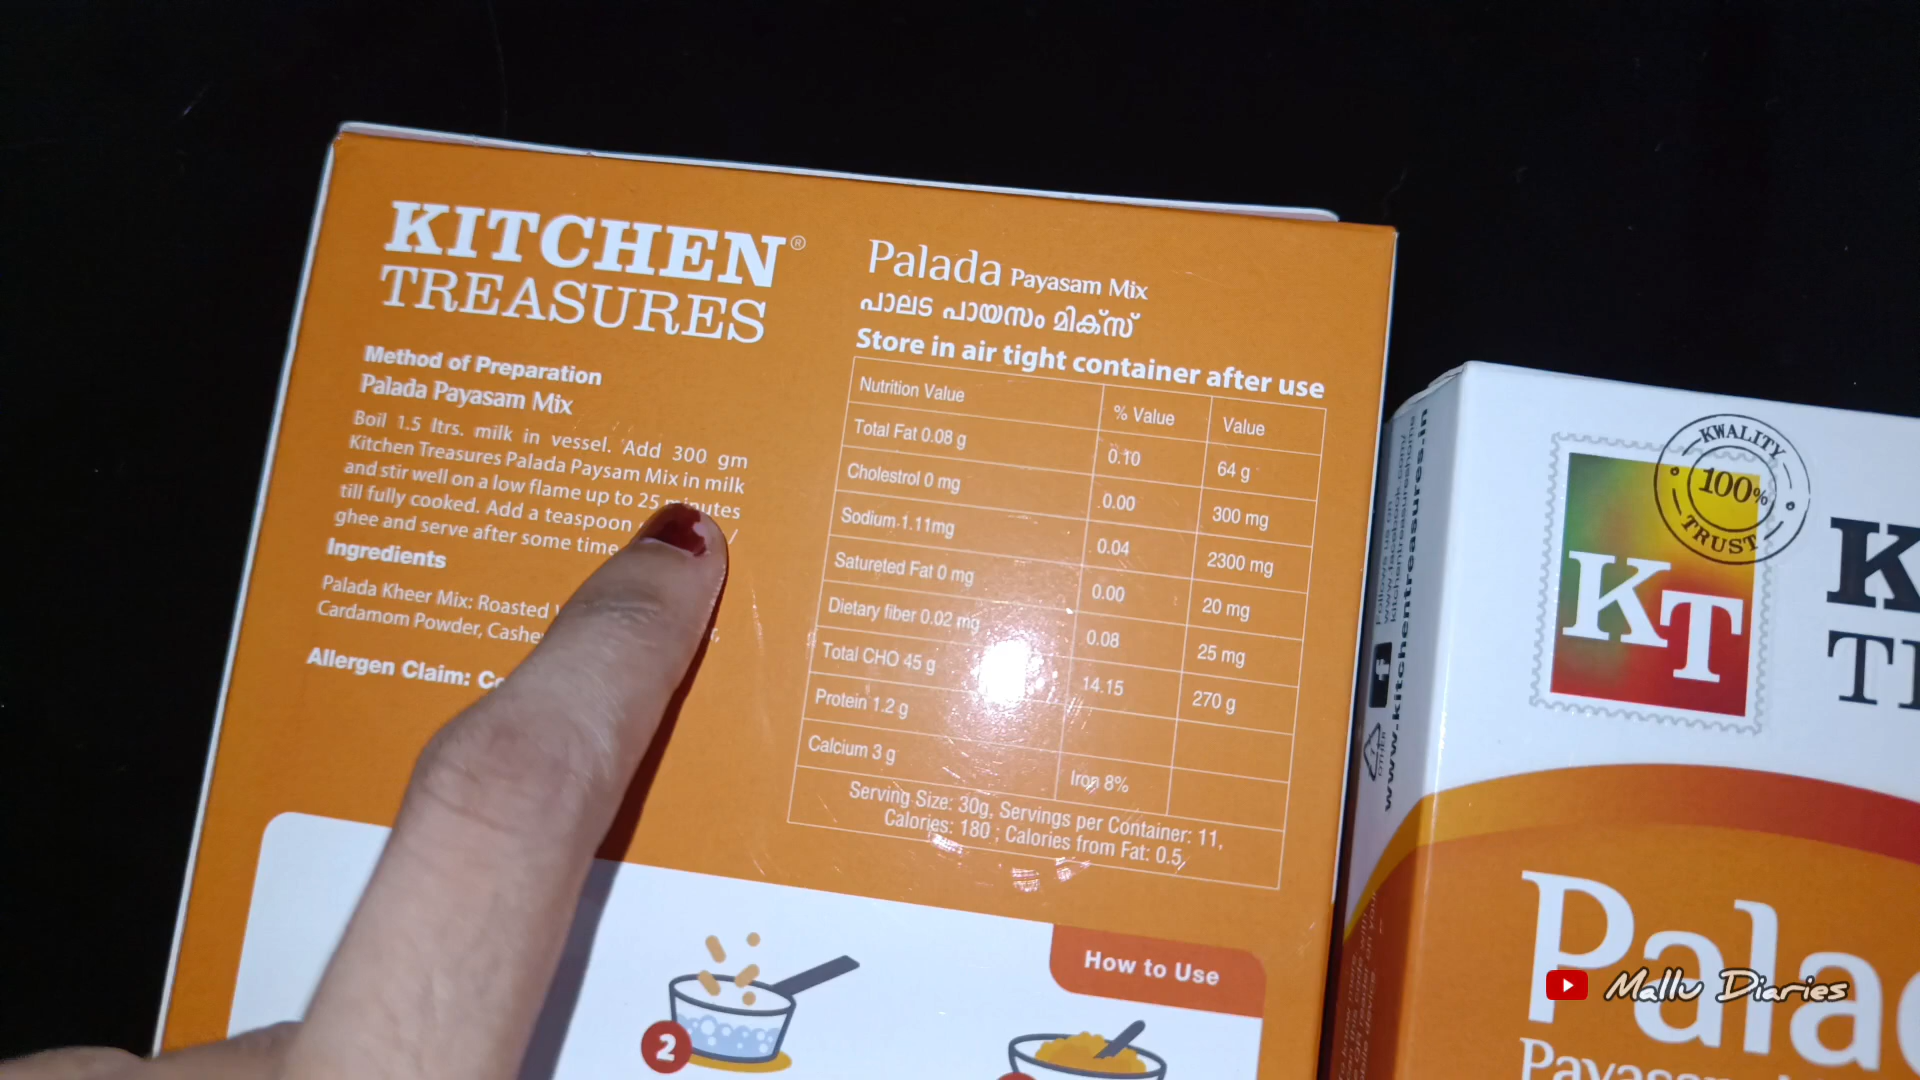 KITCHEN®
TREASURES
Method of Preparation
Palada Payasam Mix
Boil 1.5 ltrs. milk in vessel. Add 300 gm
Kitchen Treasures Palada Paysam Mix in milk
and stir well on a low flame up to 25 minutes
till fully cooked. Add a teaspoon /
ghee and serve after some time
Ingredients
Palada Kheer Mix: Roasted
Cardamom Powder,
Allergen Claim:
Palada Payasam Mix
പാലട പായസം മിക്സ്
Store in air tight container after use
Nutrition Value % Value Value
Total Fat 0.08 g 0.10 64 g
Cholestrol 0 mg 0.00 300 mg
Sodium 1.11mg 0.04 2300 mg
Satureted Fat 0 mg 0.00 20 mg
Dietary fiber 0.02 mg 0.08 25 mg
Total CHO 45 g 14.15 270 g
Protein 1.2 g
Calcium 3 g Iron 8%
Serving Size: 30g, Servings per Container: 11,
Calories: 180 ; Calories from Fat: 0.5,
How to Use
2
KWALITY
100%
TRUST
KT
www.kitchentreasures.in
OTHER
Palad
Payasam
Mallu Diaries